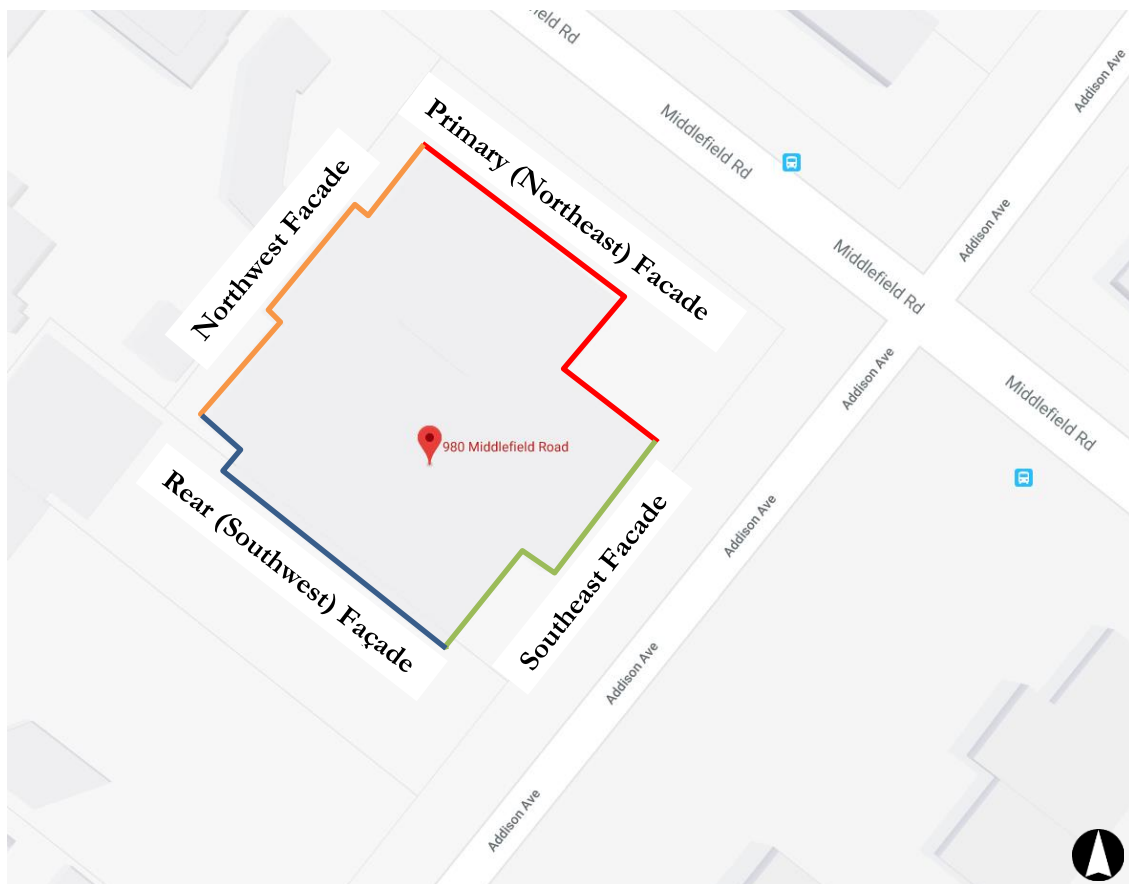 ield Rd
Addison Ave
Middlefield Rd
Primary (Northeast) Facade
Northwest Facade
Addison Ave
Middlefield Rd
Addison Ave
Middlefield Rd
980 Middlefield Road
Rear (Southwest) Façade
Southeast Facade
Addison Ave
Addison Ave
Addison Ave